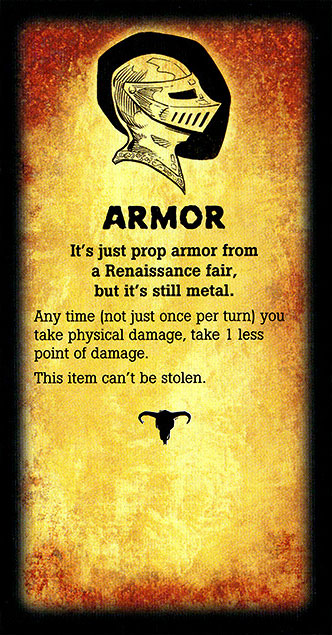 ARMOR
It's just prop armor from
a Renaissance fair,
but it's still metal.
Any time (not just once per turn) you
take physical damage, take 1 less
point of damage.
This item can't be stolen.